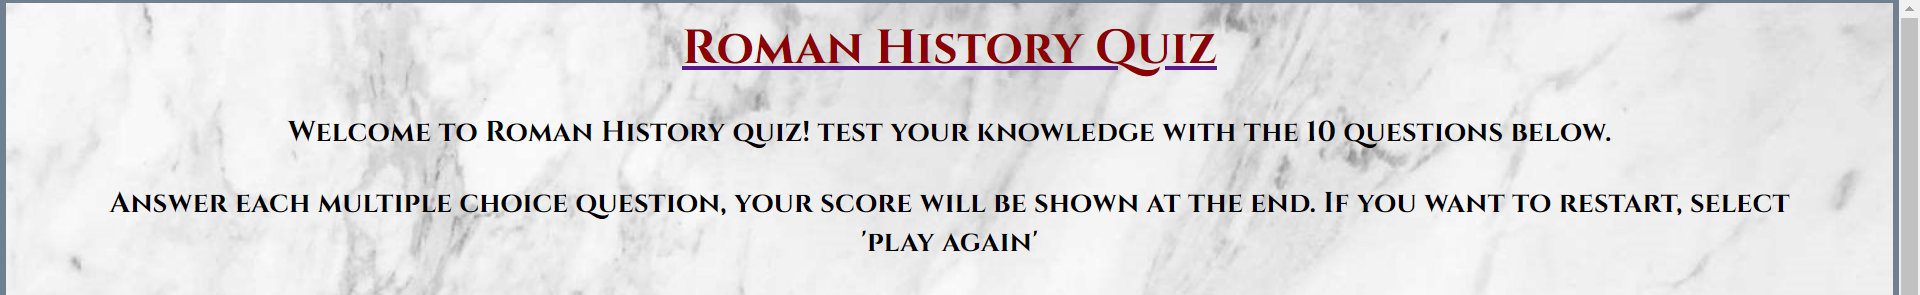 Roman History Quiz
Welcome to Roman History quiz! test your knowledge with the 10 questions below.
Answer each multiple choice question, your score will be shown at the end. If you want to restart, select
'play again'